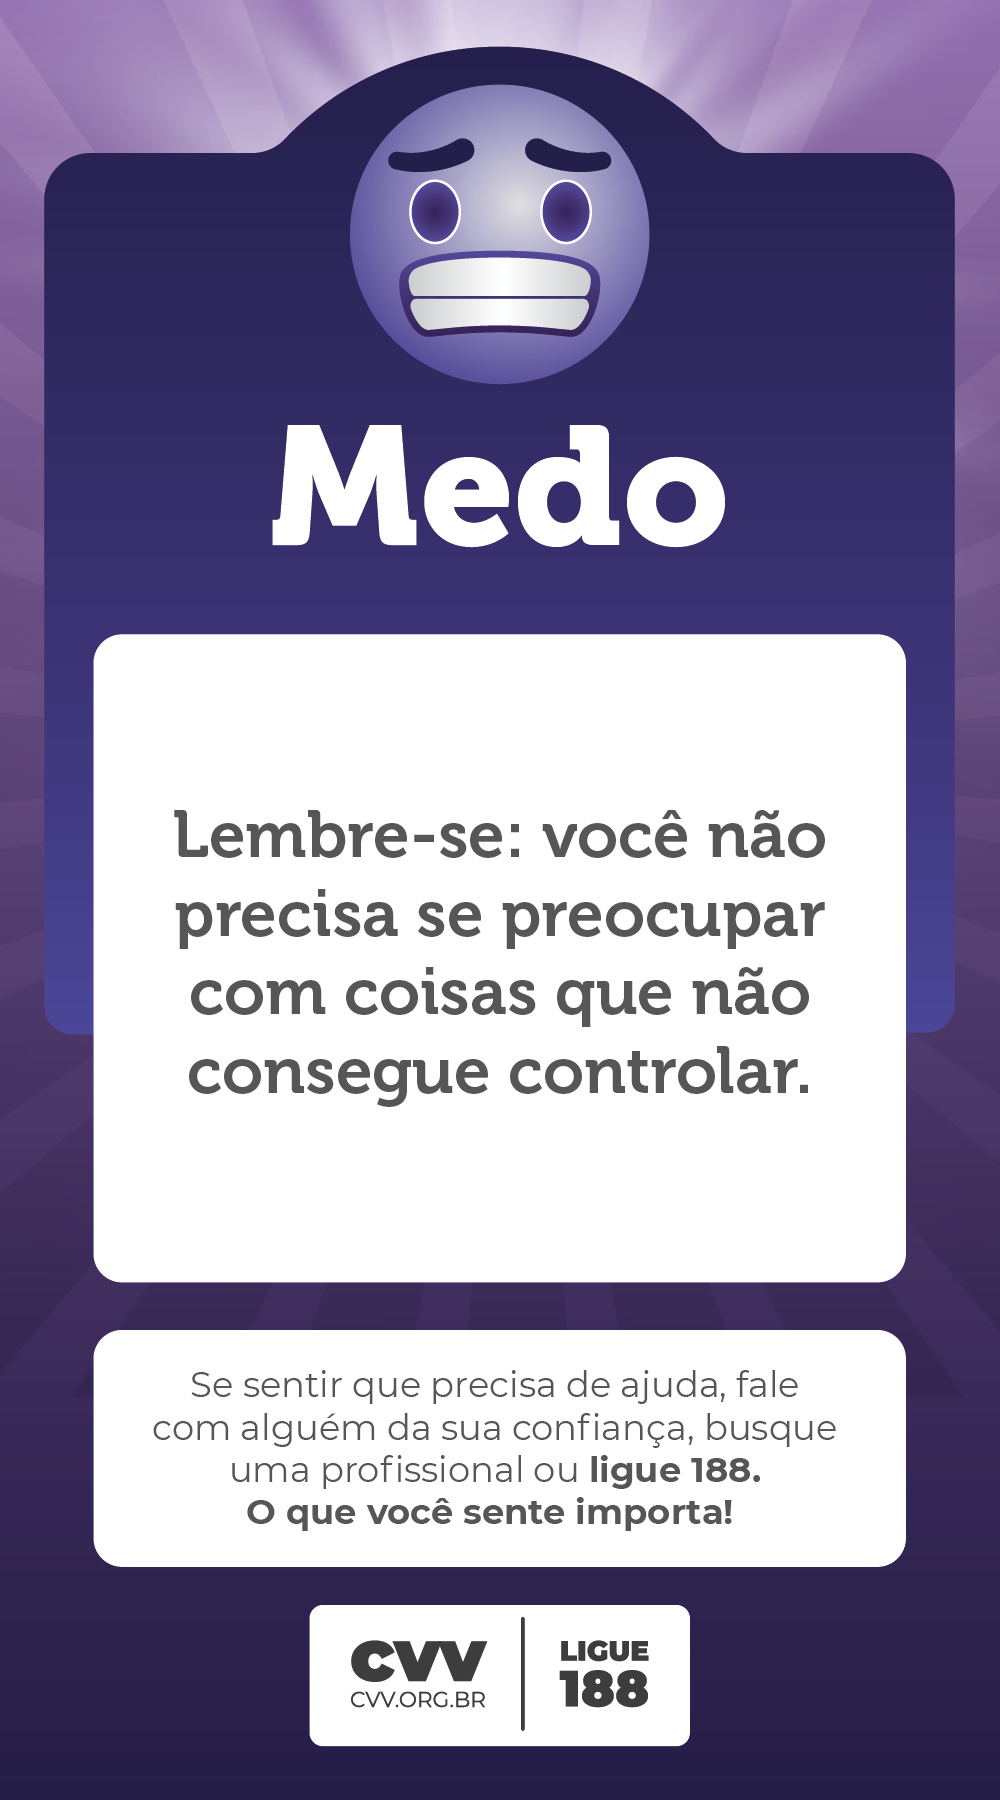 Medo
Lembre-se: você não
precisa se preocupar
com coisas que não
consegue controlar.
Se sentir que precisa de ajuda, fale
com alguém da sua confiança, busque
uma profissional ou ligue 188.
O que você sente importa!
CVV
CVV.ORG.BR
LIGUE
188